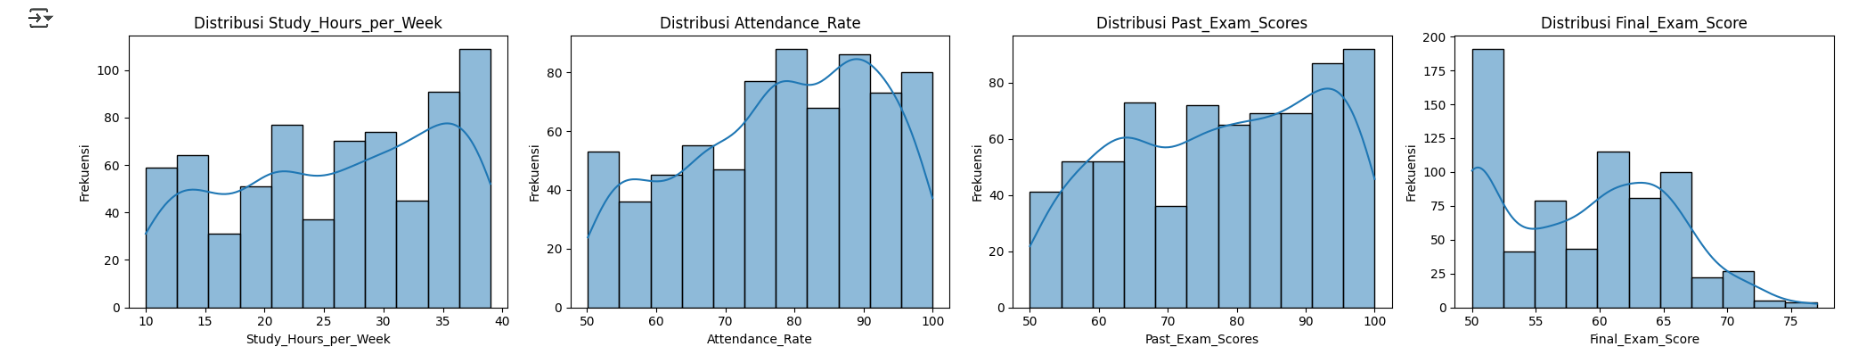 Distribusi Study_Hours_per_Week
Frekuensi
100
80
60
40
20
0
10 15 20 25 30 35 40
Study_Hours_per_Week
Distribusi Attendance_Rate
Frekuensi
80
60
40
20
0
50 60 70 80 90 100
Attendance_Rate
Distribusi Past_Exam_Scores
Frekuensi
80
60
40
20
0
50 60 70 80 90 100
Past_Exam_Scores
Distribusi Final_Exam_Score
Frekuensi
200
175
150
125
100
75
50
25
0
50 55 60 65 70 75
Final_Exam_Score